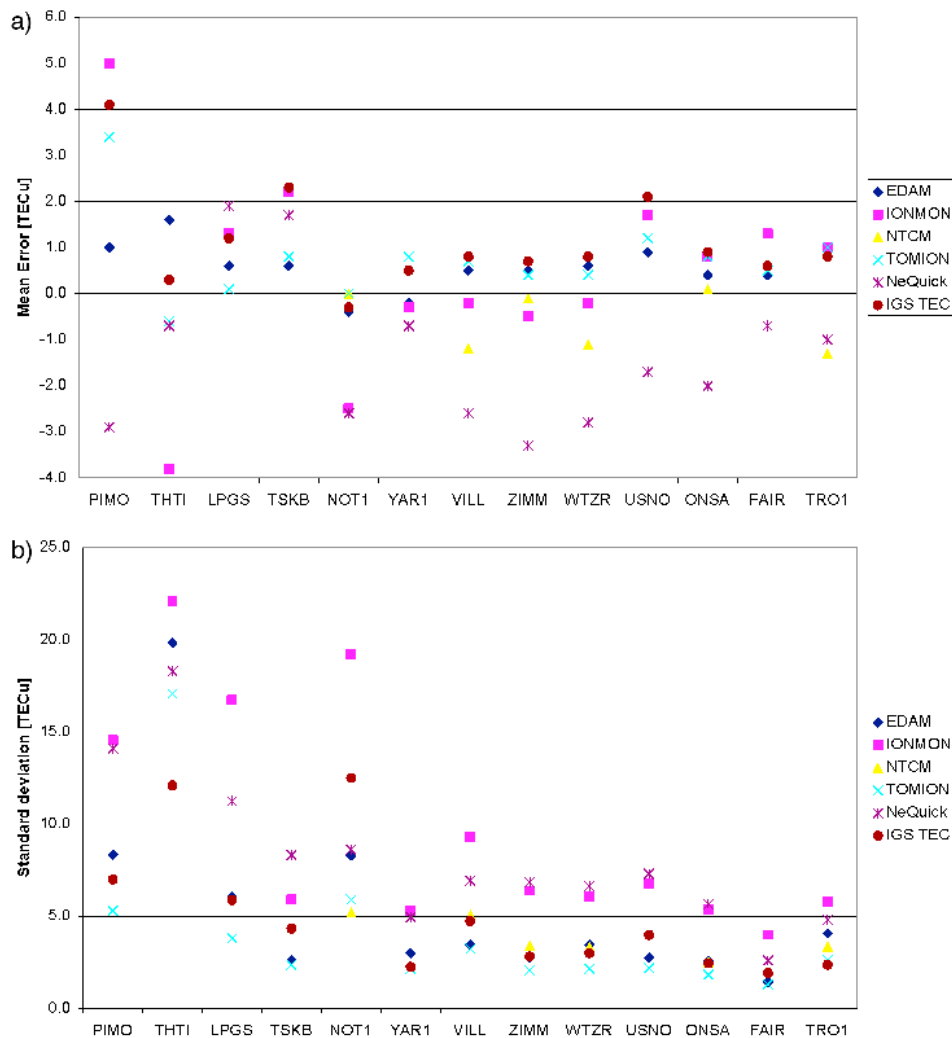 a)
6.0
5.0
4.0
3.0
2.0
1.0
0.0
-1.0
-2.0
-3.0
-4.0
Mean Error [TECu]
PIMO THTI LPGS TSKB NOT1 YAR1 VILL ZIMM WTZR USNO ONSA FAIR TRO1
EDAM
IONMON
NTCM
TOMION
NeQuick
IGS TEC
b)
25.0
20.0
15.0
10.0
5.0
0.0
Standard deviation [TECu]
PIMO THTI LPGS TSKB NOT1 YAR1 VILL ZIMM WTZR USNO ONSA FAIR TRO1
EDAM
IONMON
NTCM
TOMION
NeQuick
IGS TEC